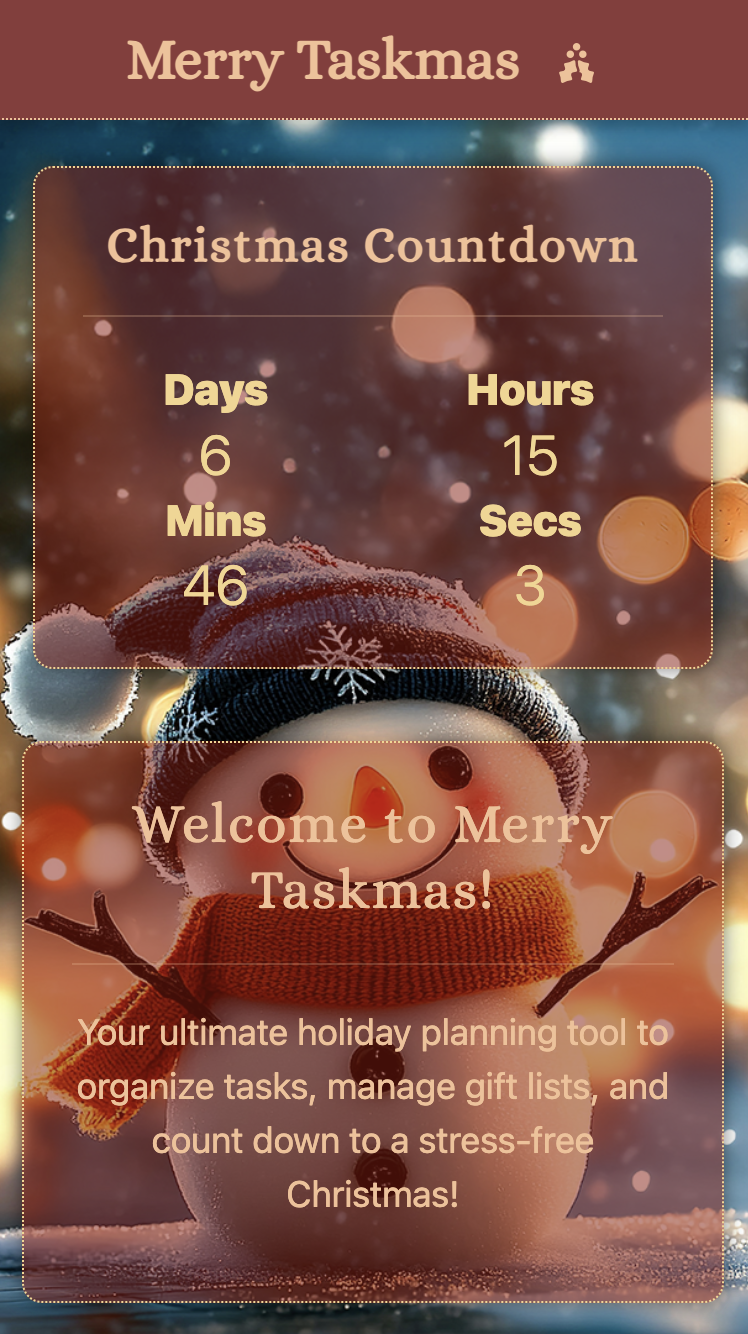 Merry Taskmas
Christmas Countdown
Days Hours
6 15
Mins Secs
46 3
Welcome to Merry
Taskmas!
Your ultimate holiday planning tool to
organize tasks, manage gift lists, and
count down to a stress-free
Christmas!